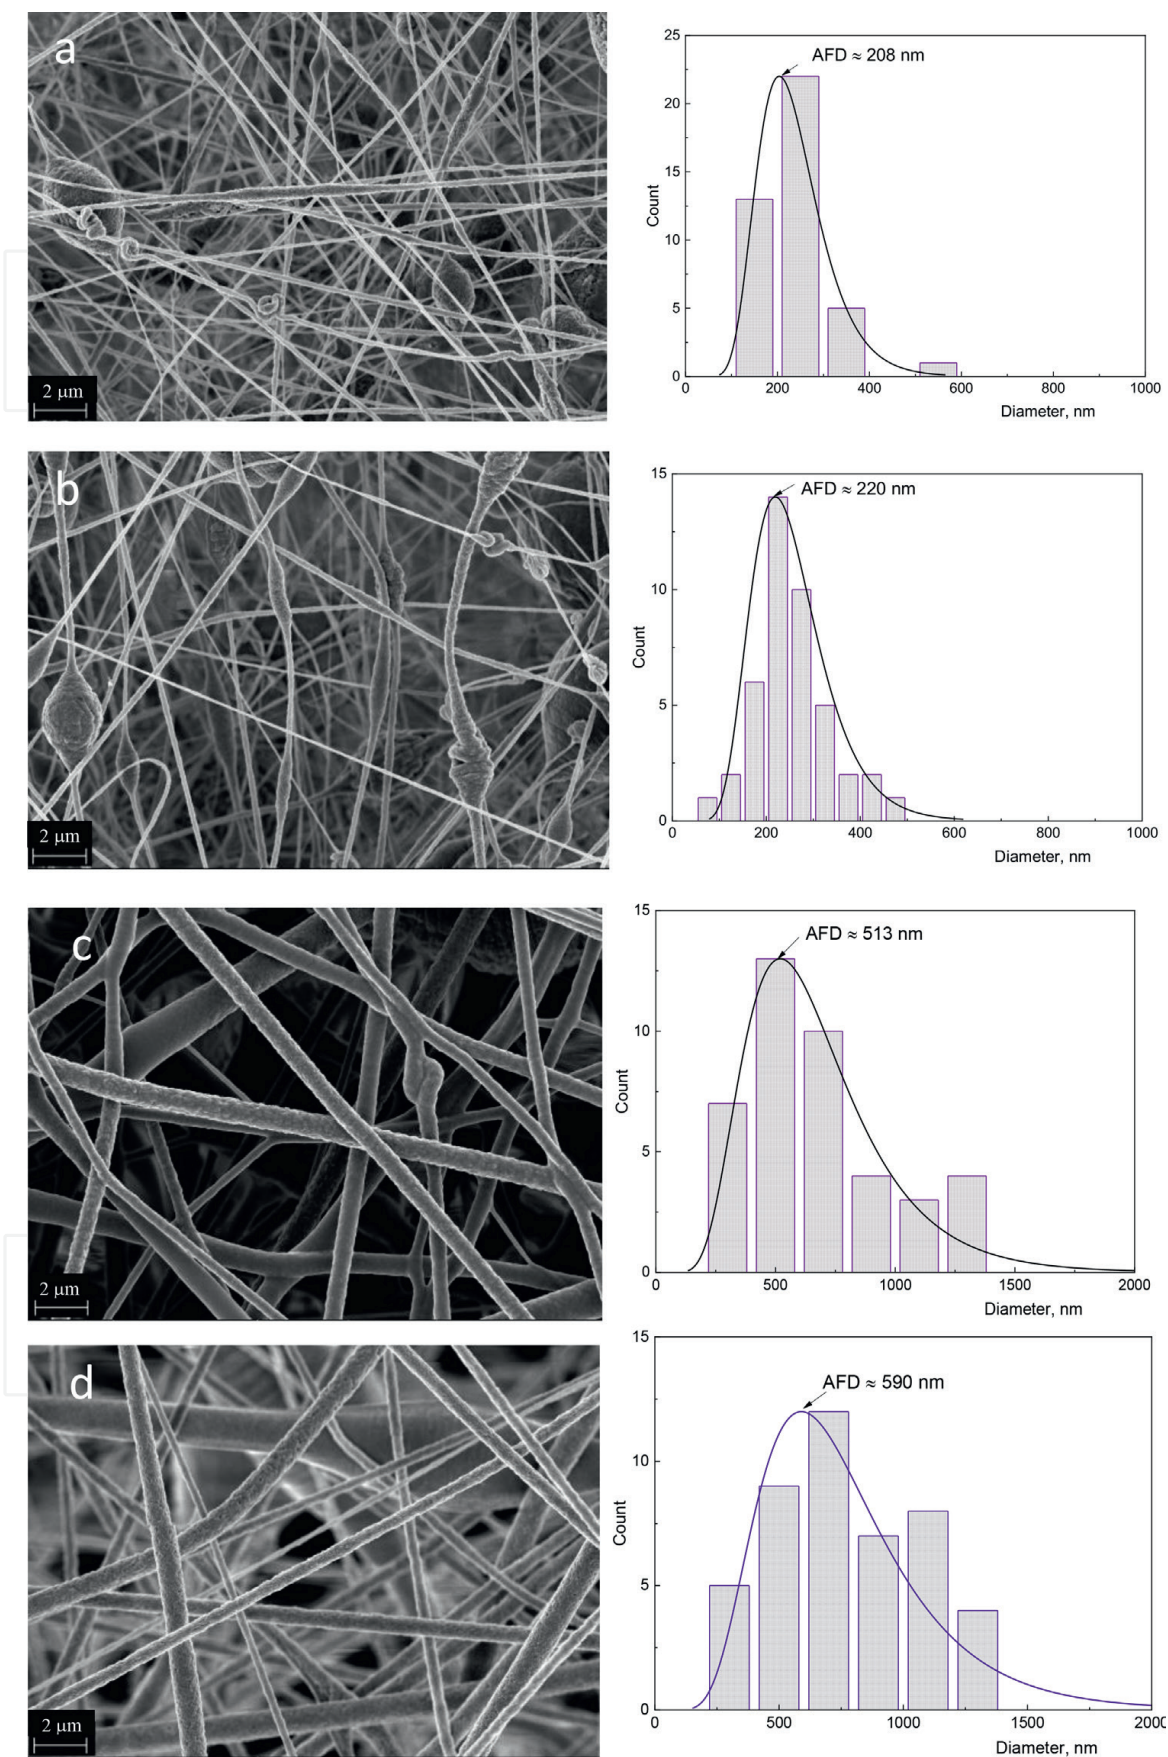 a
2 μm
AFD ≈ 208 nm
25
20
15
10
5
0
Count
0 200 400 600 800 1000
Diameter, nm
b
2 μm
AFD ≈ 220 nm
15
10
5
0
Count
0 200 400 600 800 1000
Diameter, nm
c
2 μm
AFD ≈ 513 nm
15
10
5
0
Count
0 500 1000 1500 2000
Diameter, nm
d
2 μm
AFD ≈ 590 nm
15
10
5
0
Count
0 500 1000 1500 2000
Diameter, nm